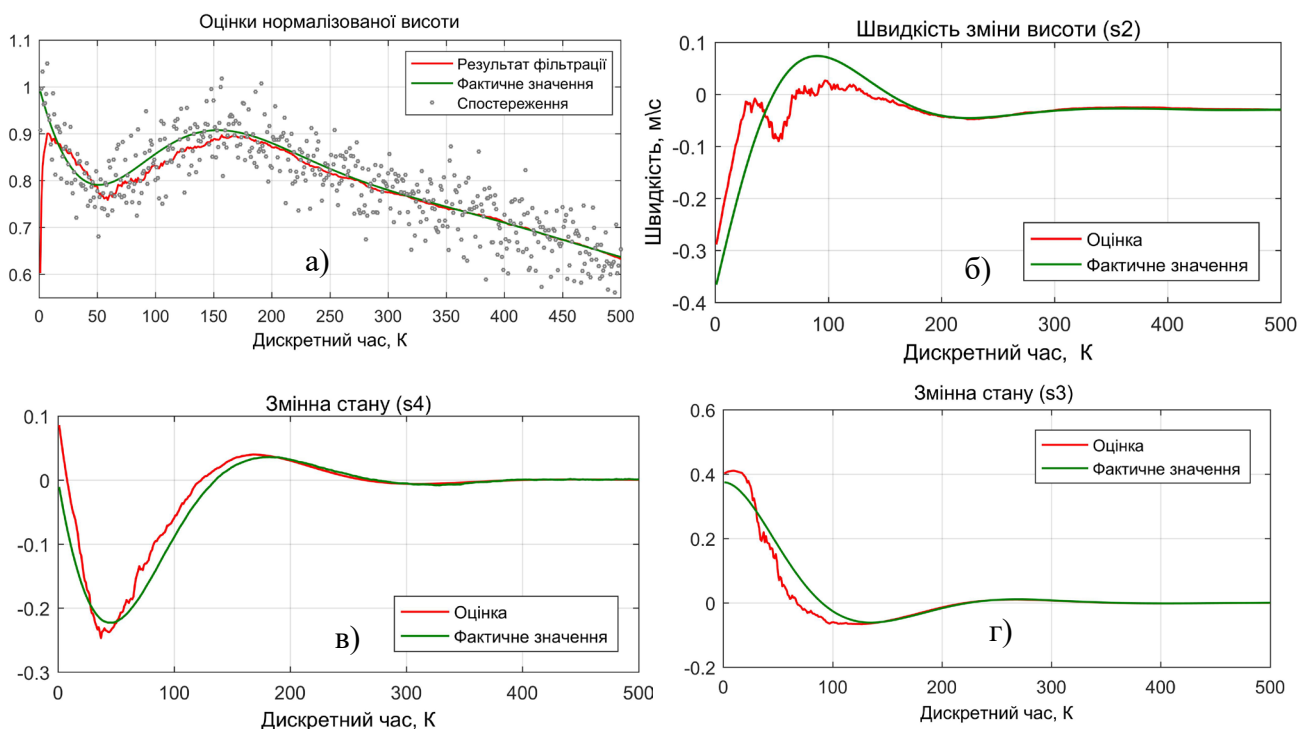 Оцінки нормалізованої висоти
1.1
1
0.9
0.8
0.7
0.6
Результат фільтрації
Фактичне значення
Спостереження
а)
0 50 100 150 200 250 300 350 400 450 500
Дискретний час, К
Швидкість зміни висоти (s2)
Швидкість, м\с
0.1
0
-0.1
-0.2
-0.3
-0.4
Оцінка
Фактичне значення
б)
0 100 200 300 400 500
Дискретний час, К
Змінна стану (s4)
0.1
0
-0.1
-0.2
-0.3
Оцінка
Фактичне значення
в)
0 100 200 300 400 500
Дискретний час, К
Змінна стану (s3)
0.6
0.4
0.2
0
-0.2
Оцінка
Фактичне значення
г)
0 100 200 300 400 500
Дискретний час, К